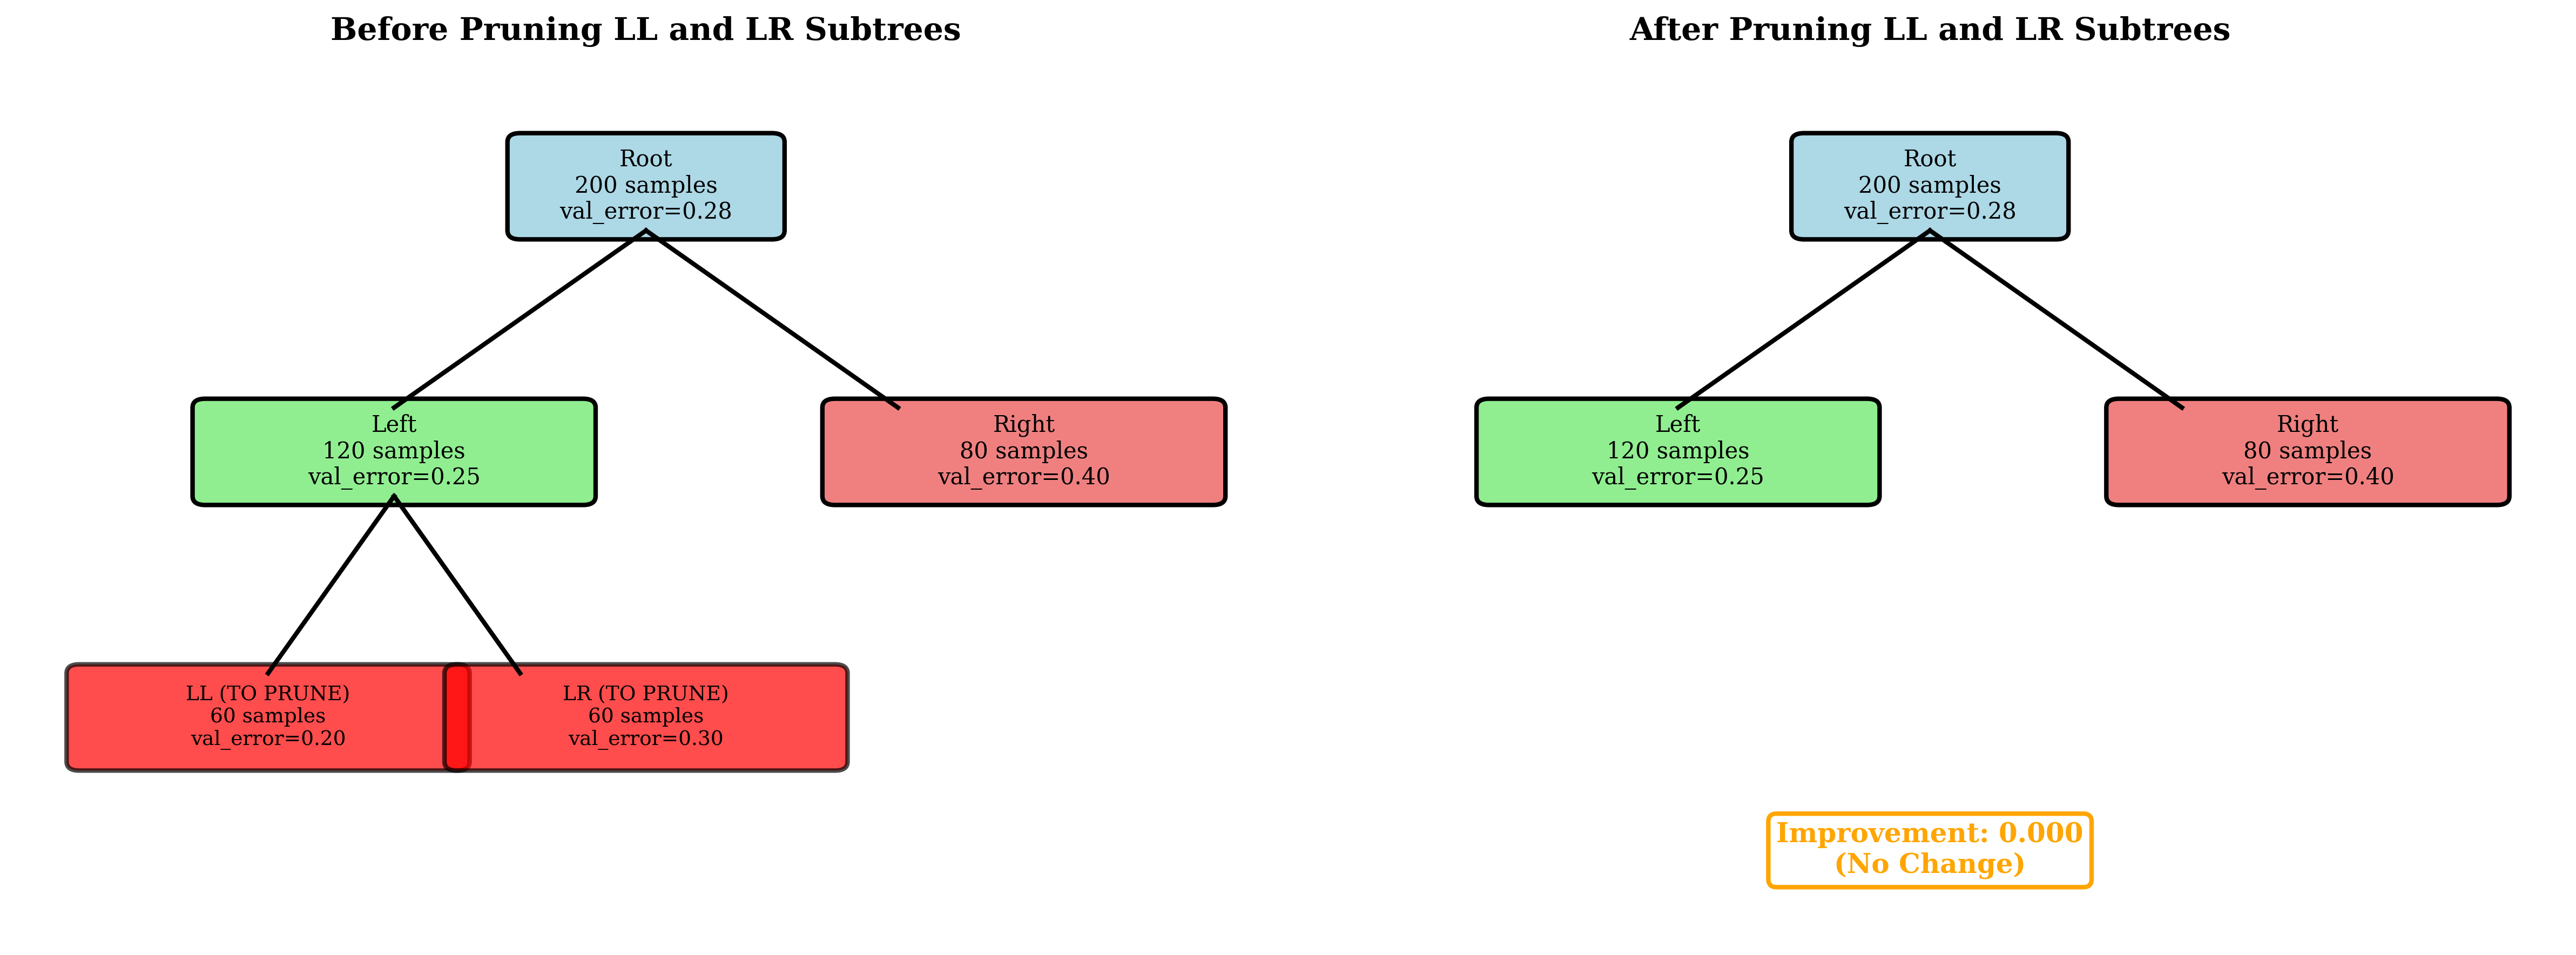 Before Pruning LL and LR Subtrees
Root
200 samples
val_error=0.28
Left
120 samples
val_error=0.25
Right
80 samples
val_error=0.40
LL (TO PRUNE)
60 samples
val_error=0.20
LR (TO PRUNE)
60 samples
val_error=0.30
After Pruning LL and LR Subtrees
Root
200 samples
val_error=0.28
Left
120 samples
val_error=0.25
Right
80 samples
val_error=0.40
Improvement: 0.000
(No Change)